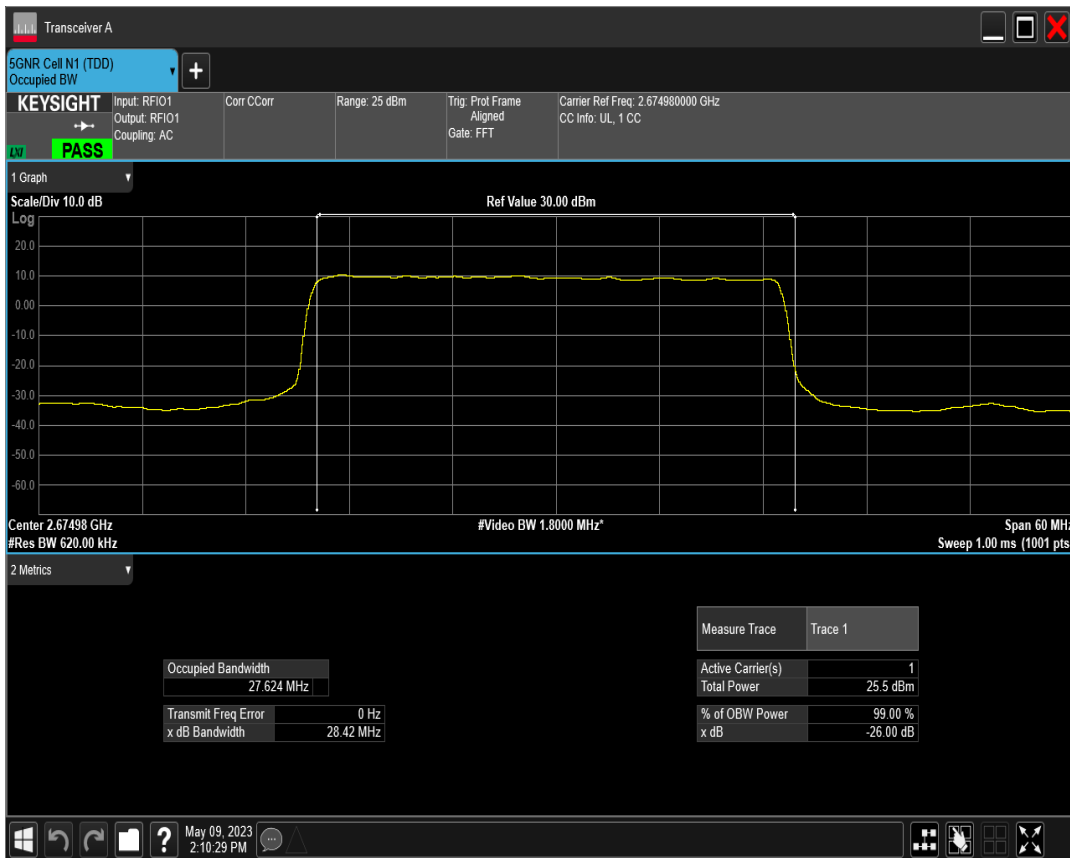 Transceiver A
5GNR Cell N1 (TDD)
Occupied BW
+
KEYSIGHT
LXI
PASS
Input: RFIO1
Output: RFIO1
Coupling: AC
Corr CCorr
Range: 25 dBm
Trig: Prot Frame
Aligned
Gate: FFT
Carrier Ref Freq: 2.674980000 GHz
CC Info: UL, 1 CC
1 Graph
Scale/Div 10.0 dB
Ref Value 30.00 dBm
Log
20.0
10.0
0.00
-10.0
-20.0
-30.0
-40.0
-50.0
-60.0
Center 2.67498 GHz
#Video BW 1.8000 MHz*
Span 60 MHz
#Res BW 620.00 kHz
Sweep 1.00 ms (1001 pts
2 Metrics
Measure Trace Trace 1
Occupied Bandwidth
27.624 MHz
Active Carrier(s) 1
Total Power 25.5 dBm
Transmit Freq Error 0 Hz
x dB Bandwidth 28.42 MHz
% of OBW Power 99.00 %
x dB -26.00 dB
?
May 09, 2023
2:10:29 PM